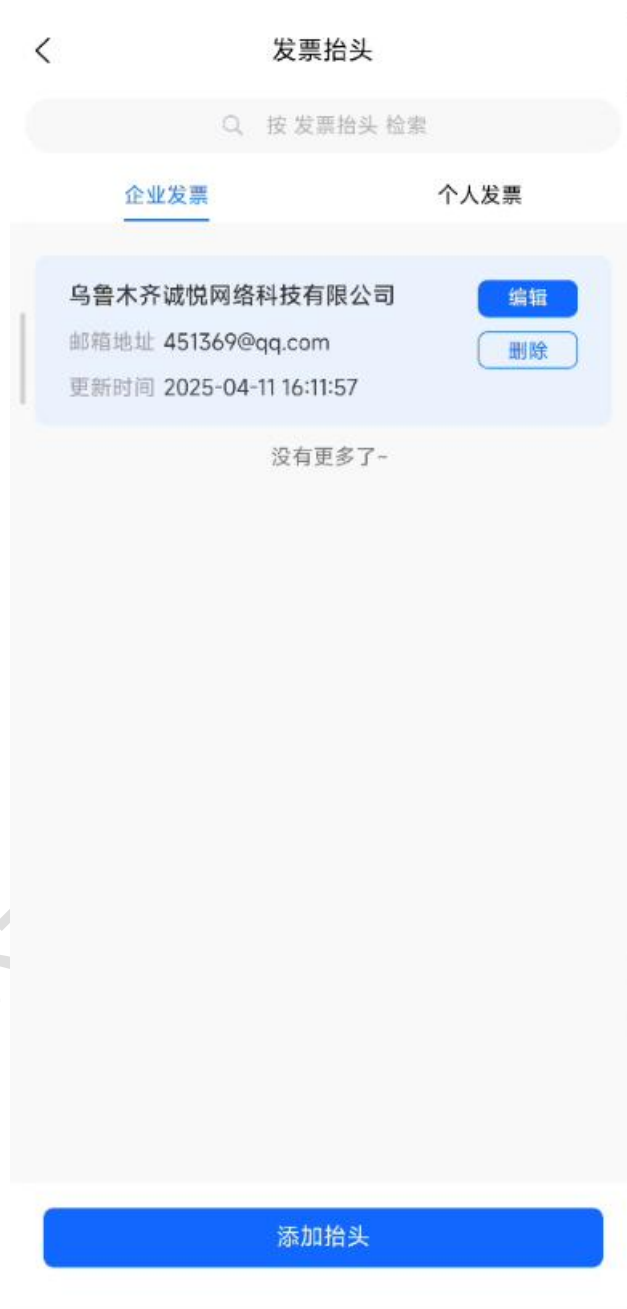 发票抬头
按 发票抬头 检索
企业发票 个人发票
乌鲁木齐诚悦网络科技有限公司 编辑
邮箱地址 451369@qq.com 删除
更新时间 2025-04-11 16:11:57
没有更多了~
添加抬头